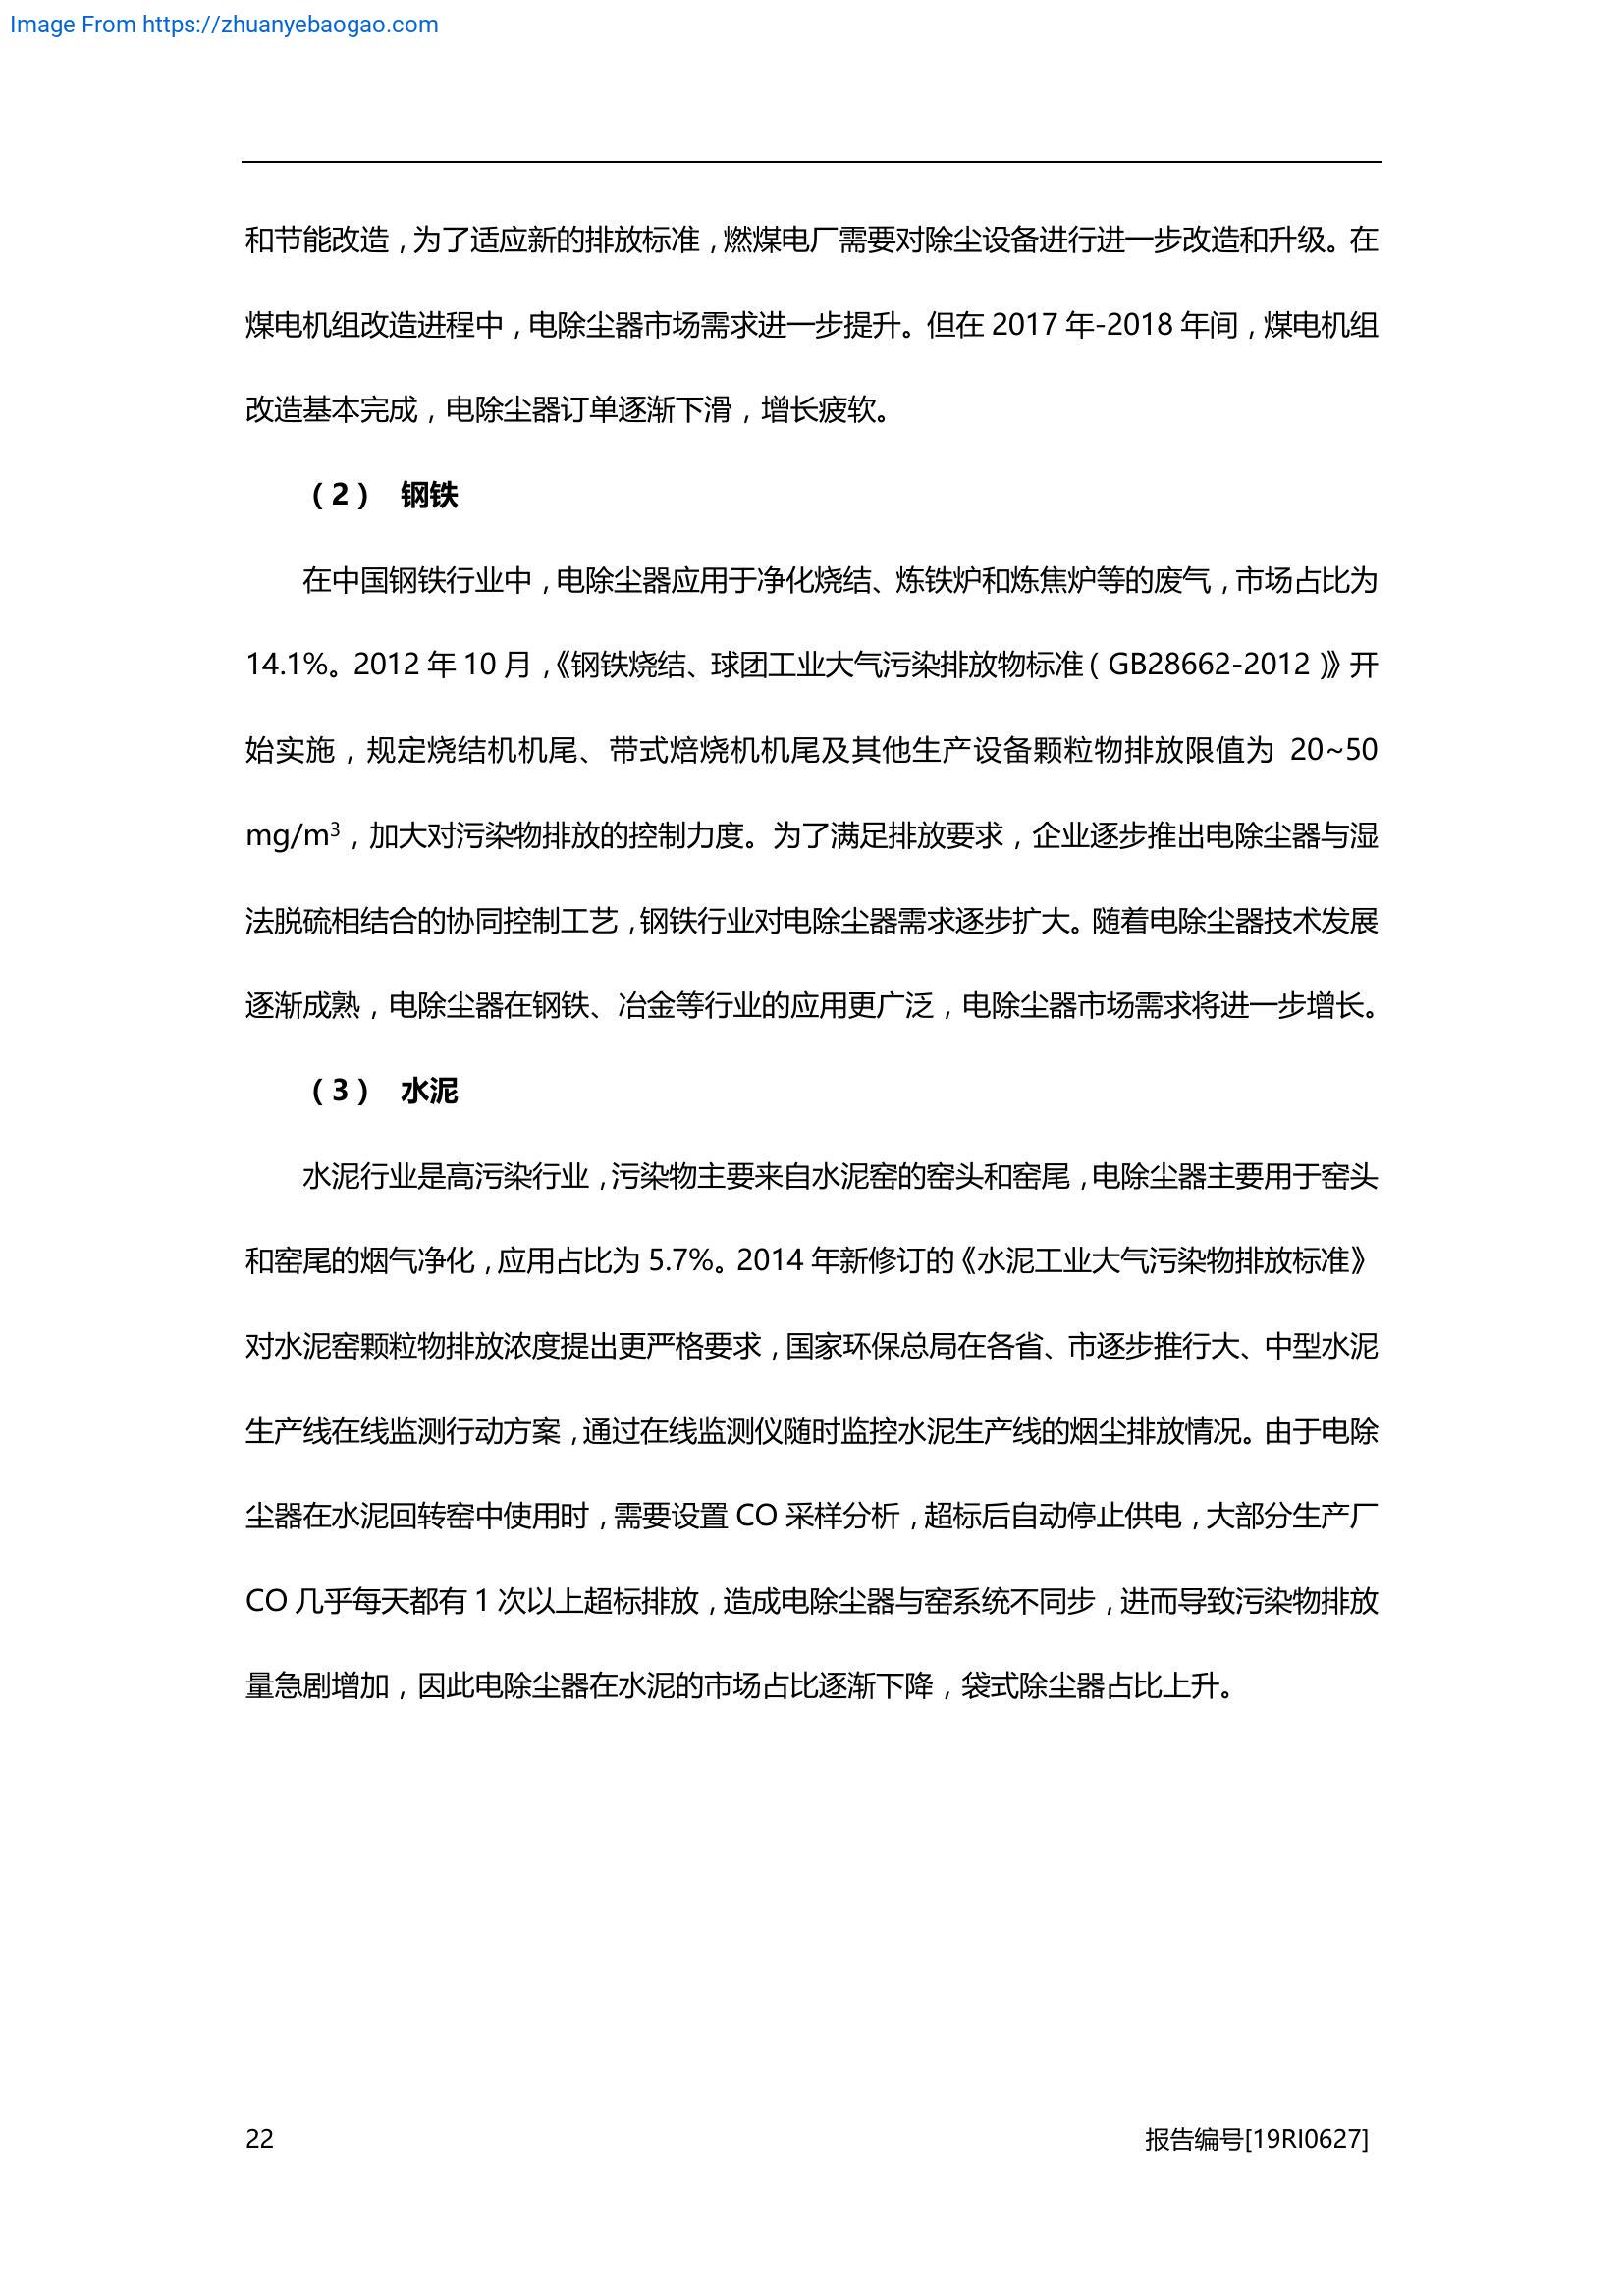 Image From https://zhuanyebaogao.com
和节能改造，为了适应新的排放标准，燃煤电厂需要对除尘设备进行进一步改造和升级。在
煤电机组改造进程中，电除尘器市场需求进一步提升。但在 2017 年-2018 年间，煤电机组
改造基本完成，电除尘器订单逐渐下滑，增长疲软。
（2） 钢铁
在中国钢铁行业中，电除尘器应用于净化烧结、炼铁炉和炼焦炉等的废气，市场占比为
14.1%。2012 年 10 月，《钢铁烧结、球团工业大气污染排放物标准（GB28662-2012）》开
始实施，规定烧结机机尾、带式焙烧机机尾及其他生产设备颗粒物排放限值为 20~50
mg/m³，加大对污染物排放的控制力度。为了满足排放要求，企业逐步推出电除尘器与湿
法脱硫相结合的协同控制工艺，钢铁行业对电除尘器需求逐步扩大。随着电除尘器技术发展
逐渐成熟，电除尘器在钢铁、冶金等行业的应用更广泛，电除尘器市场需求将进一步增长。
（3） 水泥
水泥行业是高污染行业，污染物主要来自水泥窑的窑头和窑尾，电除尘器主要用于窑头
和窑尾的烟气净化，应用占比为 5.7%。2014 年新修订的《水泥工业大气污染物排放标准》
对水泥窑颗粒物排放浓度提出更严格要求，国家环保总局在各省、市逐步推行大、中型水泥
生产线在线监测行动方案，通过在线监测仪随时监控水泥生产线的烟尘排放情况。由于电除
尘器在水泥回转窑中使用时，需要设置 CO 采样分析，超标后自动停止供电，大部分生产厂
CO 几乎每天都有 1 次以上超标排放，造成电除尘器与窑系统不同步，进而导致污染物排放
量急剧增加，因此电除尘器在水泥的市场占比逐渐下降，袋式除尘器占比上升。
22 报告编号[19RI0627]